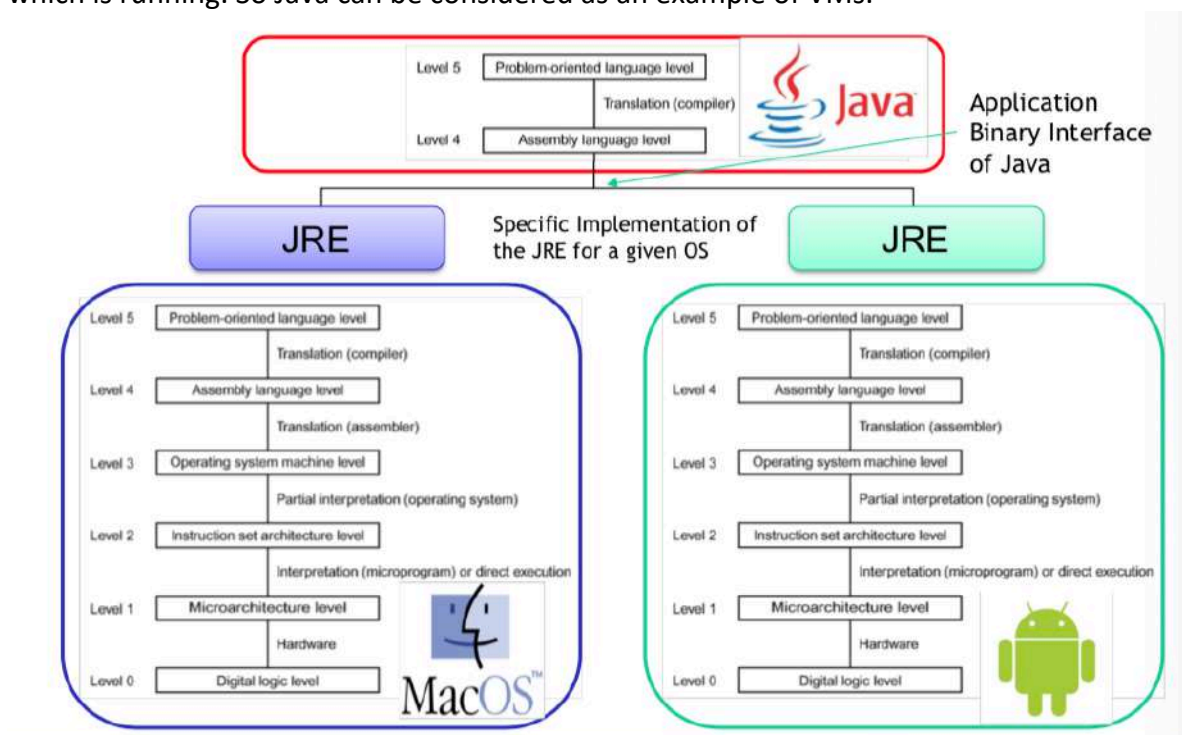 which is running. So Java can be considered as an example of VMs.
Level 5 Problem-oriented language level
Translation (compiler)
Level 4 Assembly language level
Java
Application
Binary Interface
of Java
JRE
Specific Implementation of
the JRE for a given OS
JRE
Level 5 Problem-oriented language level
Translation (compiler)
Level 4 Assembly language level
Translation (assembler)
Level 3 Operating system machine level
Partial interpretation (operating system)
Level 2 Instruction set architecture level
Interpretation (microprogram) or direct execution
Level 1 Microarchitecture level
Hardware
Level 0 Digital logic level
MacOS™
Level 5 Problem-oriented language level
Translation (compiler)
Level 4 Assembly language level
Translation (assembler)
Level 3 Operating system machine level
Partial interpretation (operating system)
Level 2 Instruction set architecture level
Interpretation (microprogram) or direct execution
Level 1 Microarchitecture level
Hardware
Level 0 Digital logic level